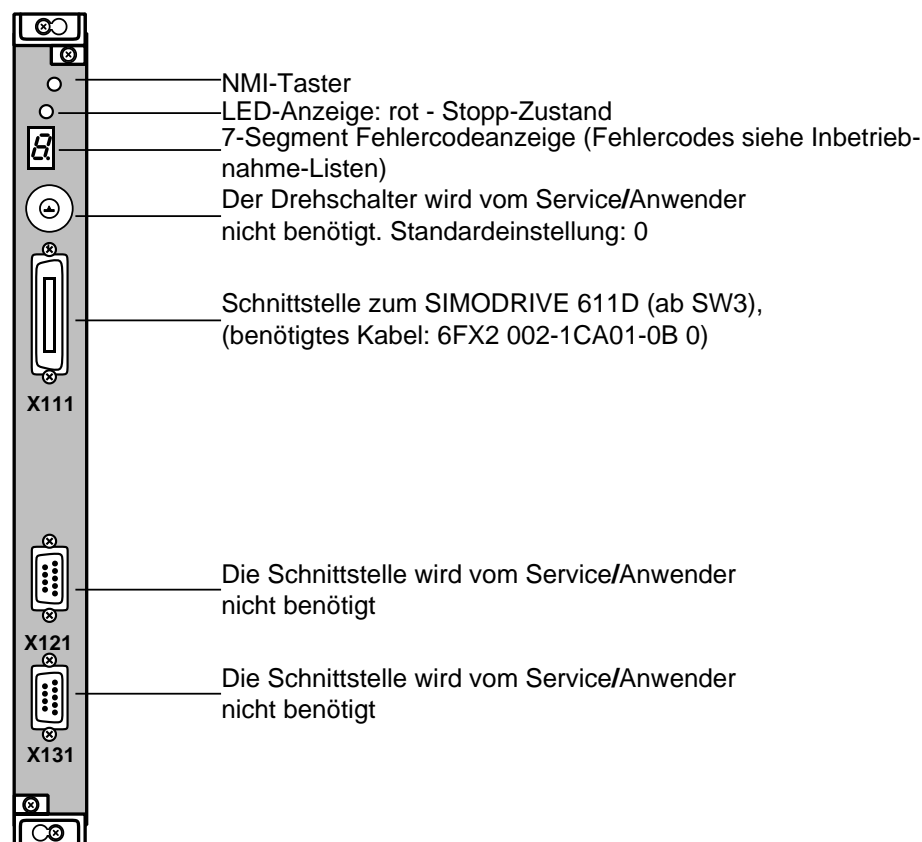 NMI-Taster
LED-Anzeige: rot - Stopp-Zustand
7-Segment Fehlercodeanzeige (Fehlercodes siehe Inbetrieb-
nahme-Listen)
Der Drehschalter wird vom Service/Anwender
nicht benötigt. Standardeinstellung: 0
Schnittstelle zum SIMODRIVE 611D (ab SW3),
(benötigtes Kabel: 6FX2 002-1CA01-0B 0)
X111
Die Schnittstelle wird vom Service/Anwender
nicht benötigt
X121
Die Schnittstelle wird vom Service/Anwender
nicht benötigt
X131